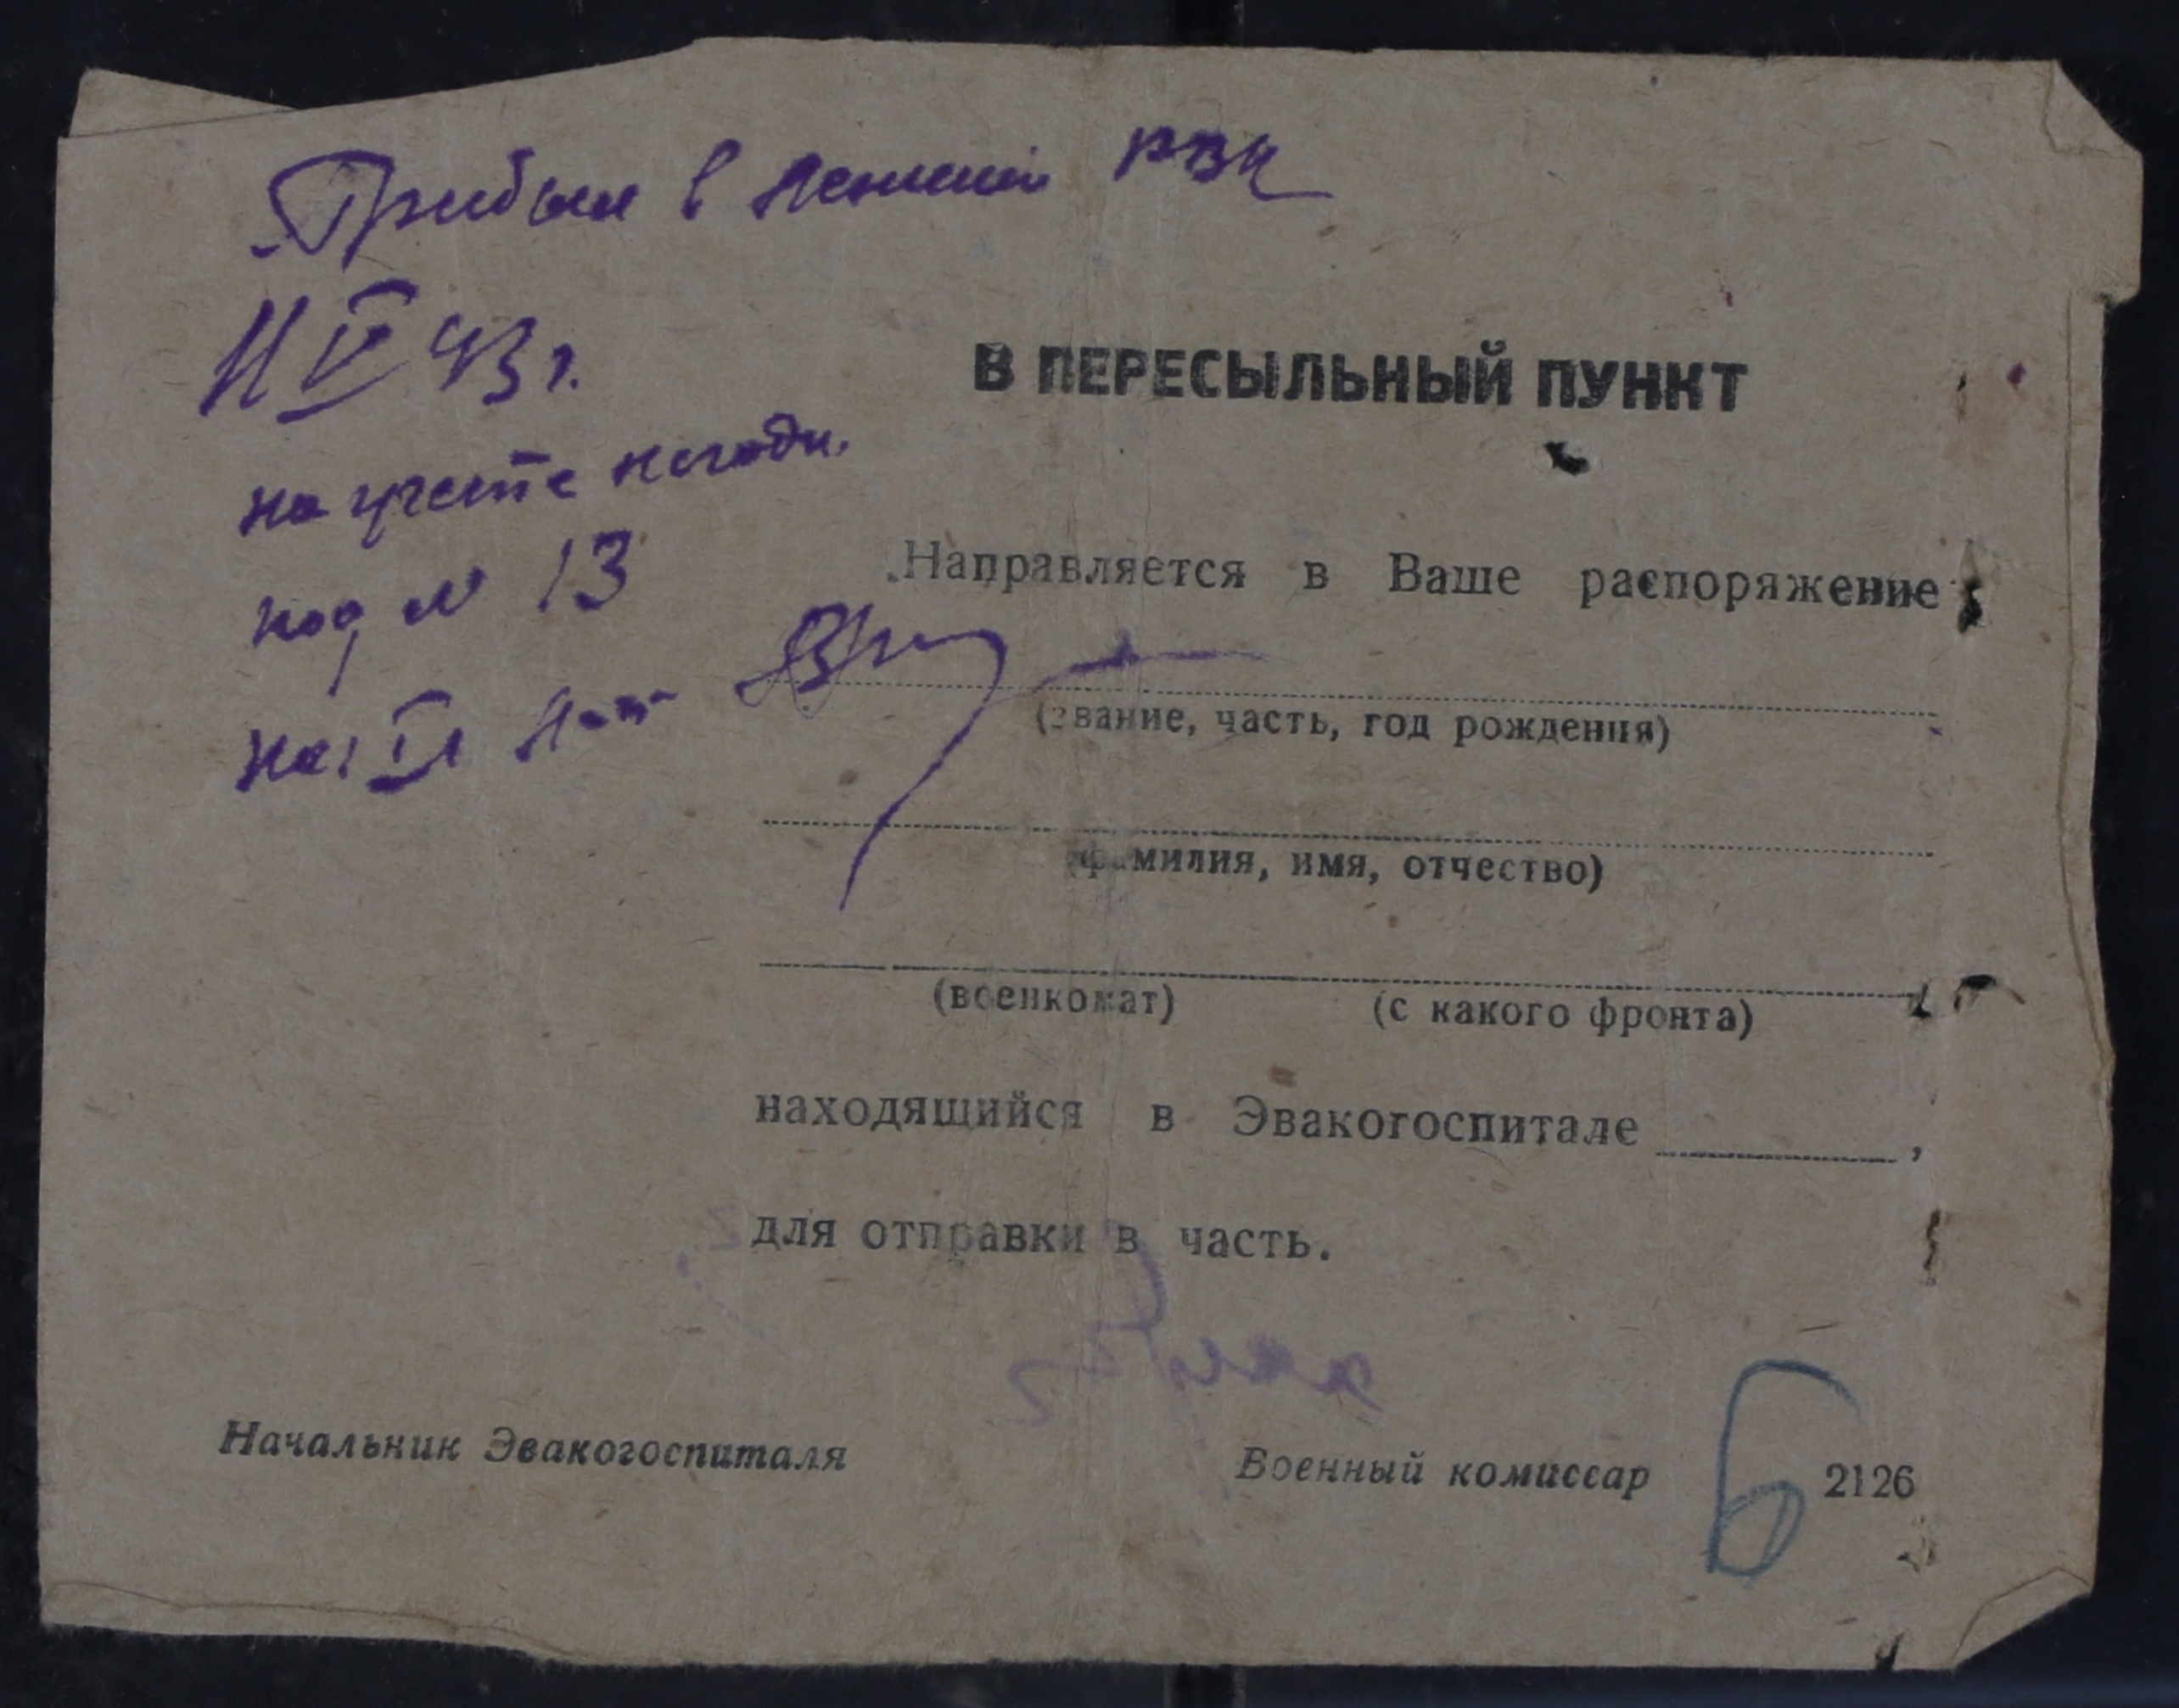 Прибыл в Ленинский РВК
11 V 43 г.
на учете находи.
под № 13
В ПЕРЕСЫЛЬНЫЙ ПУНКТ
Направляется в Ваше распоряжение
(звание, часть, год рождения)
(фамилия, имя, отчество)
(военкомат) (с какого фронта)
находящийся в Эвакогоспитале ,
для отправки в часть.
Начальник Эвакогоспиталя Военный комиссар Б 2126